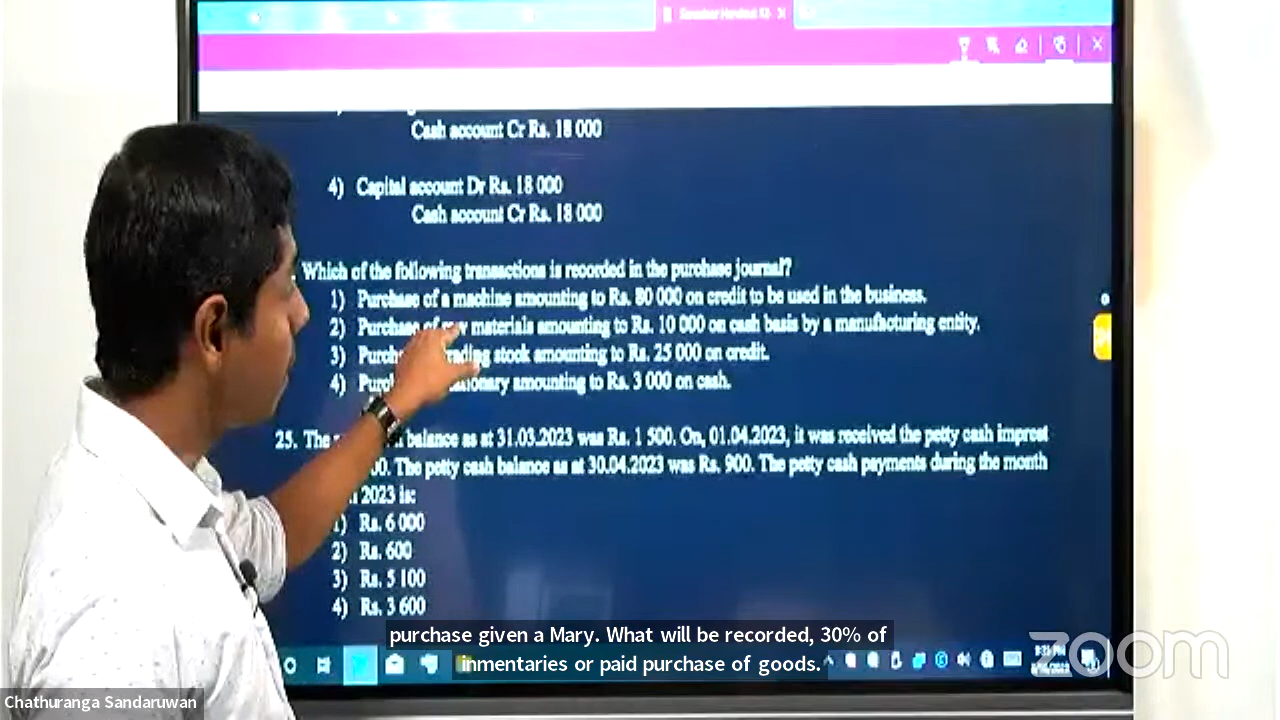 Cash account Cr Rs. 18 000
4) Capital account Dr Rs. 18 000
Cash account Cr Rs. 18 000
Which of the following transactions is recorded in the purchase journal?
1) Purchase of a machine amounting to Rs. 80 000 on credit to be used in the business.
2) Purchase of raw materials amounting to Rs. 10 000 on cash basis by a manufacturing entity.
3) trading stock amounting to Rs. 25 000 on credit.
4) amounting to Rs. 3 000 on cash.
25. The balance as at 31.03.2023 was Rs. 1 500. On, 01.04.2023, it was received the petty cash imprest
00. The petty cash balance as at 30.04.2023 was Rs. 900. The petty cash payments during the month
2023 is:
1) Rs. 6 000
2) Rs. 600
3) Rs. 5 100
4) Rs. 3 600
purchase given a Mary. What will be recorded, 30% of
inmentaries or paid purchase of goods.
zoom
Chathuranga Sandaruwan